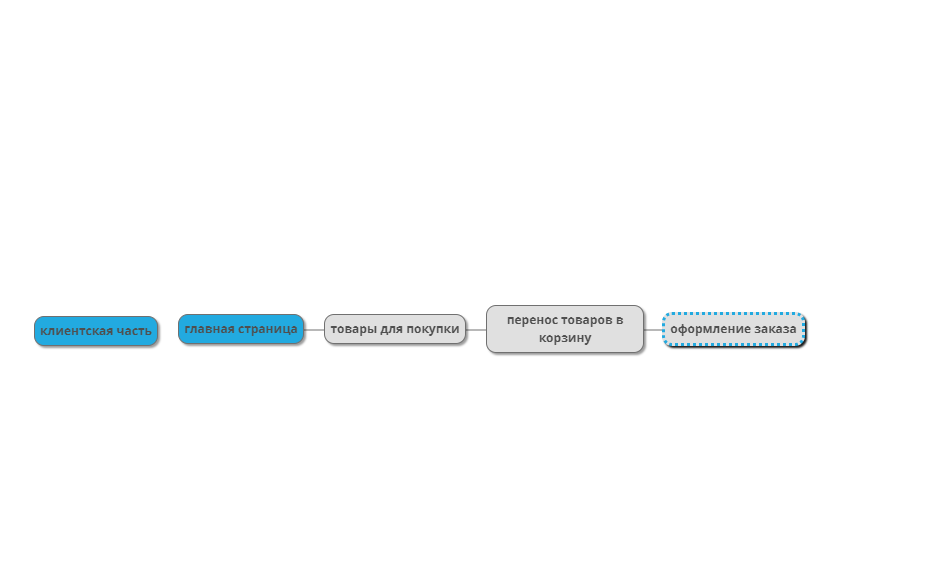 клиентская часть
главная страница
товары для покупки
перенос товаров в
корзину
оформление заказа